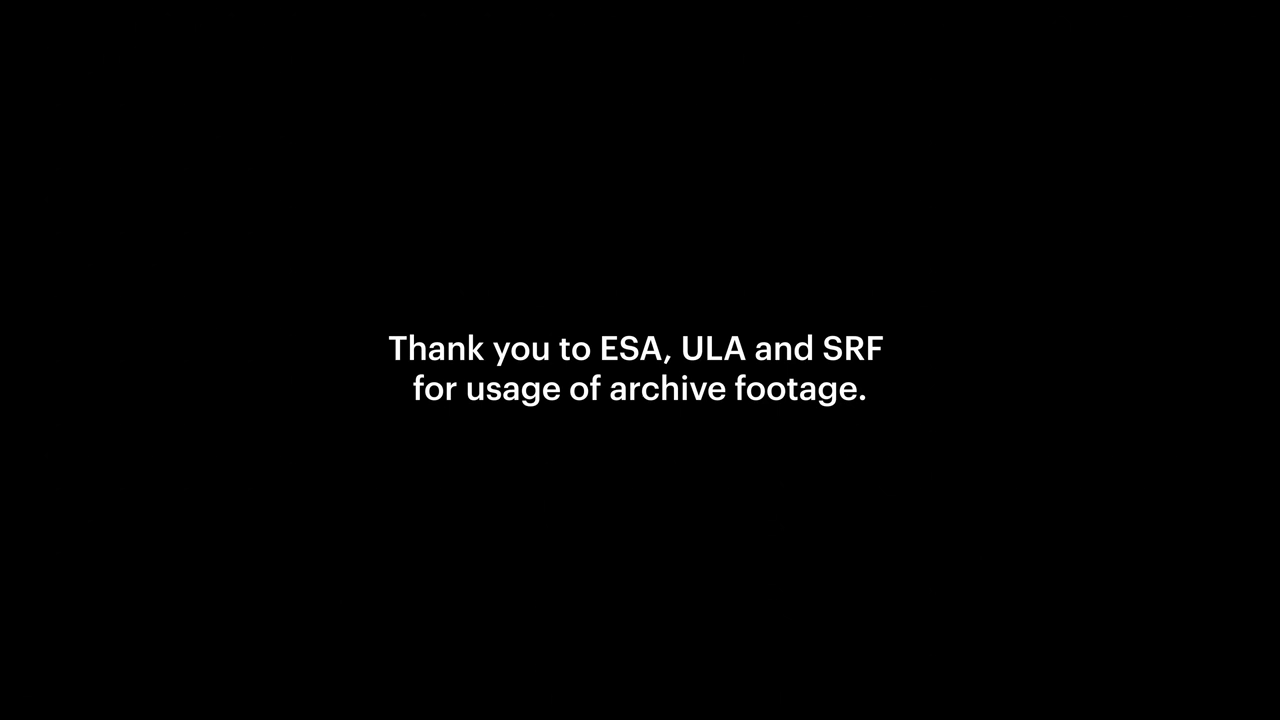 Thank you to ESA, ULA and SRF
for usage of archive footage.